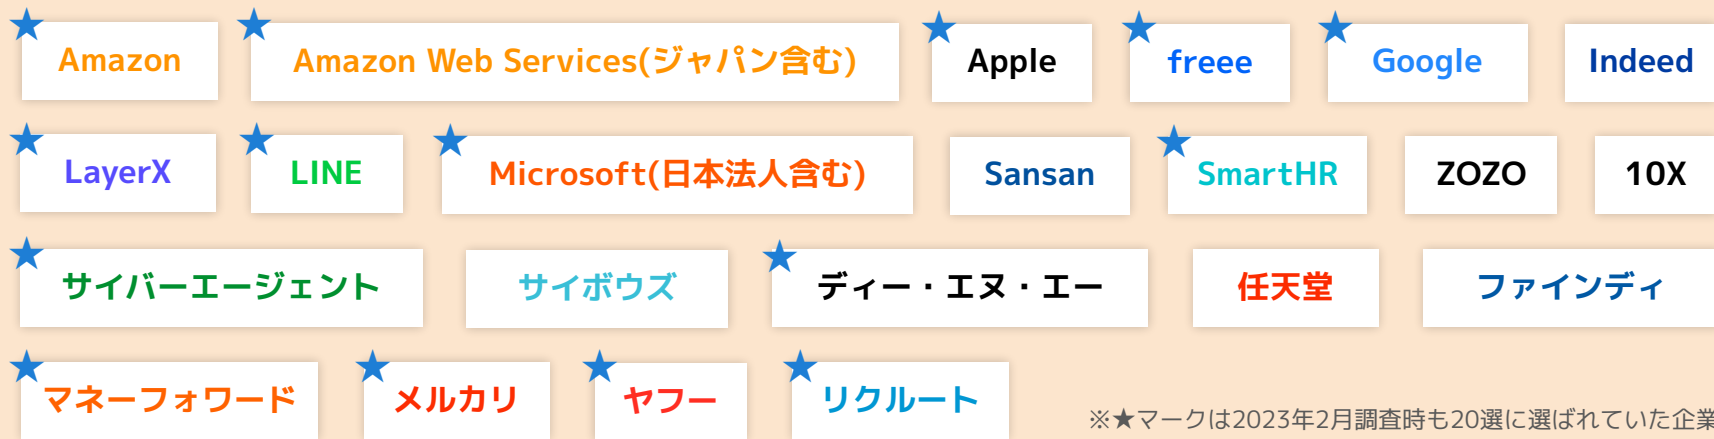 ★ Amazon ★ Amazon Web Services(ジャパン含む) ★ Apple ★ freee ★ Google Indeed
★ LayerX ★ LINE ★ Microsoft(日本法人含む) Sansan ★ SmartHR ZOZO 10X
★ サイバーエージェント サイボウズ ★ ディー・エヌ・エー 任天堂 ファインディ
★ マネーフォワード ★ メルカリ ★ ヤフー ★ リクルート
※★マークは2023年2月調査時も20選に選ばれていた企業